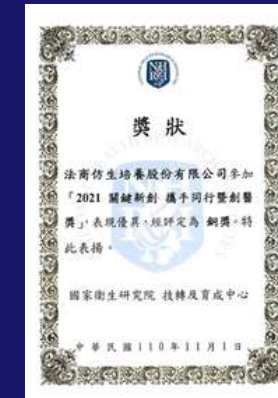 獎狀
法商仿生培養股份有限公司參加
「2021 關鍵新創 攜手同行暨創醫
獎」,表現優異,經評定為 銅獎。特
此表揚。
國家衛生研究院 技轉及育成中心
中華民國110年11月1日